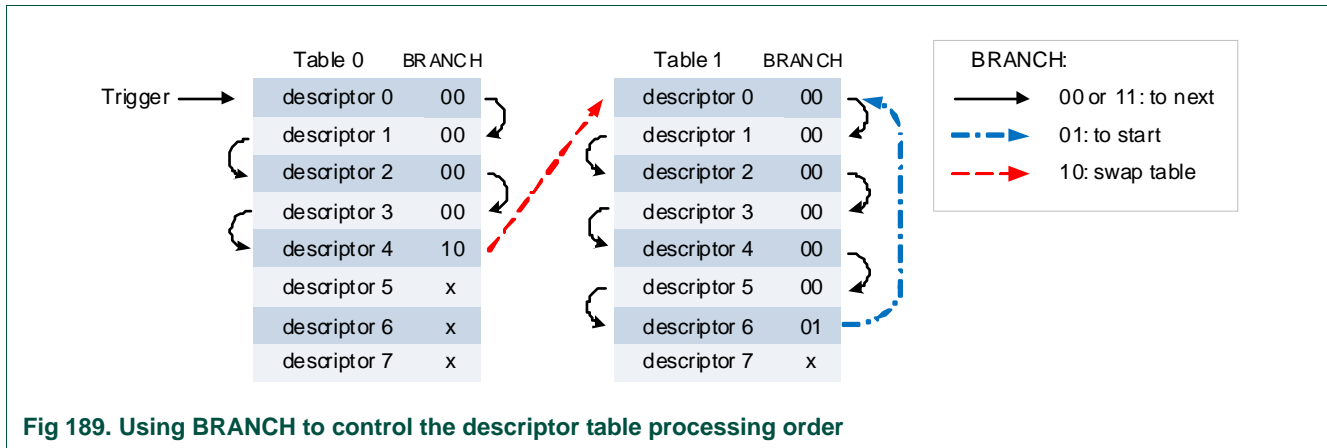 Table 0 BRANCH
Trigger
descriptor 0 00
descriptor 1 00
descriptor 2 00
descriptor 3 00
descriptor 4 10
descriptor 5 x
descriptor 6 x
descriptor 7 x
Table 1 BRANCH
descriptor 0 00
descriptor 1 00
descriptor 2 00
descriptor 3 00
descriptor 4 00
descriptor 5 00
descriptor 6 01
descriptor 7 x
BRANCH:
00 or 11: to next
01: to start
10: swap table
Fig 189. Using BRANCH to control the descriptor table processing order